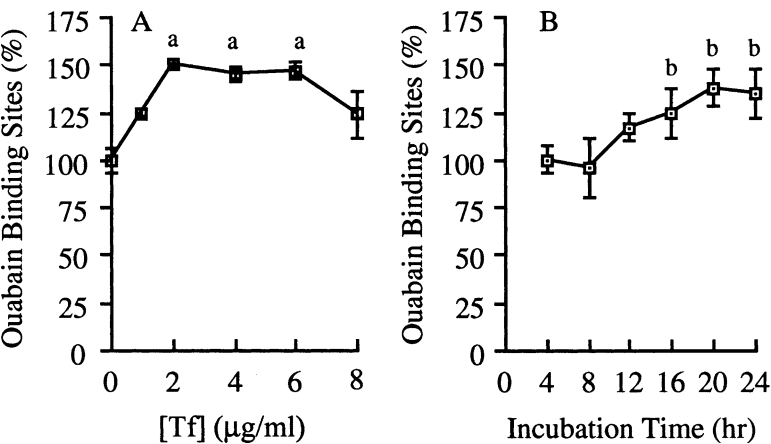 A
a a a
175
150
125
100
75
50
25
0
0 2 4 6 8
Ouabain Binding Sites (%)
[Tf] (μg/ml)
B
b b b
175
150
125
100
75
50
25
0
0 4 8 12 16 20 24
Ouabain Binding Sites (%)
Incubation Time (hr)